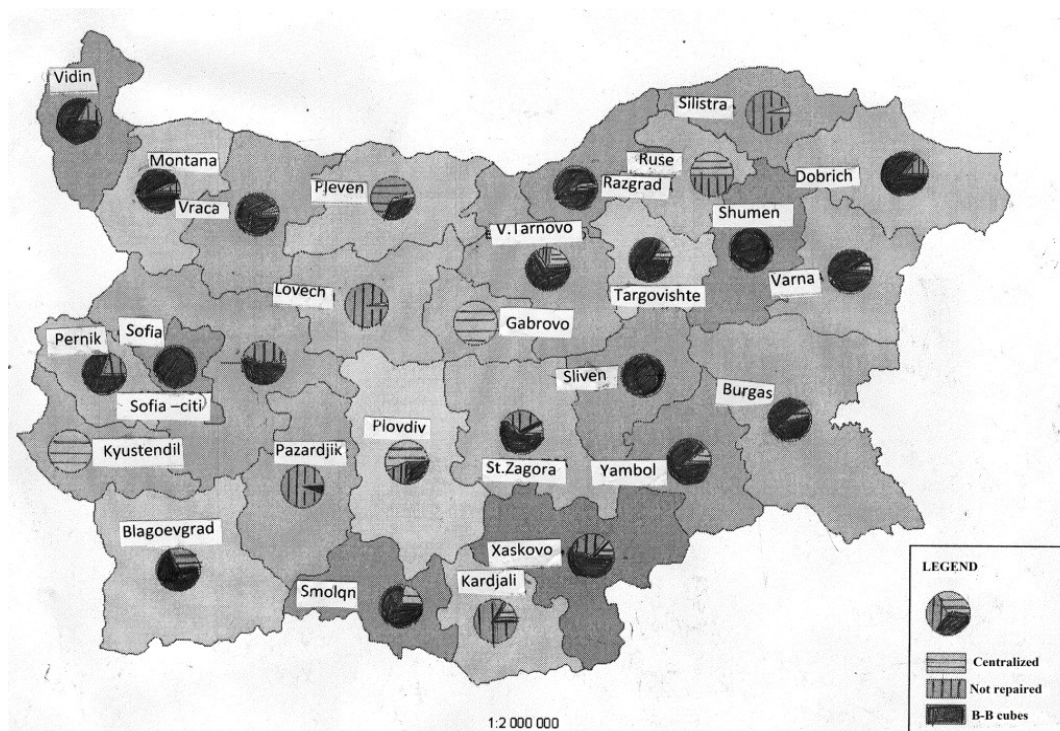 Vidin
Silistra
Montana
Pleven
Ruse
Razgrad
Dobrich
Vraca
Shumen
V.Tarnovo
Lovech
Targovishte
Varna
Gabrovo
Pernik
Sofia
Sliven
Burgas
Sofia –citi
Plovdiv
Kyustendil
Pazardjik
St.Zagora
Yambol
Blagoevgrad
Xaskovo
Kardjali
Smolqn
LEGEND
Centralized
Not repaired
B-B cubes
1:2 000 000